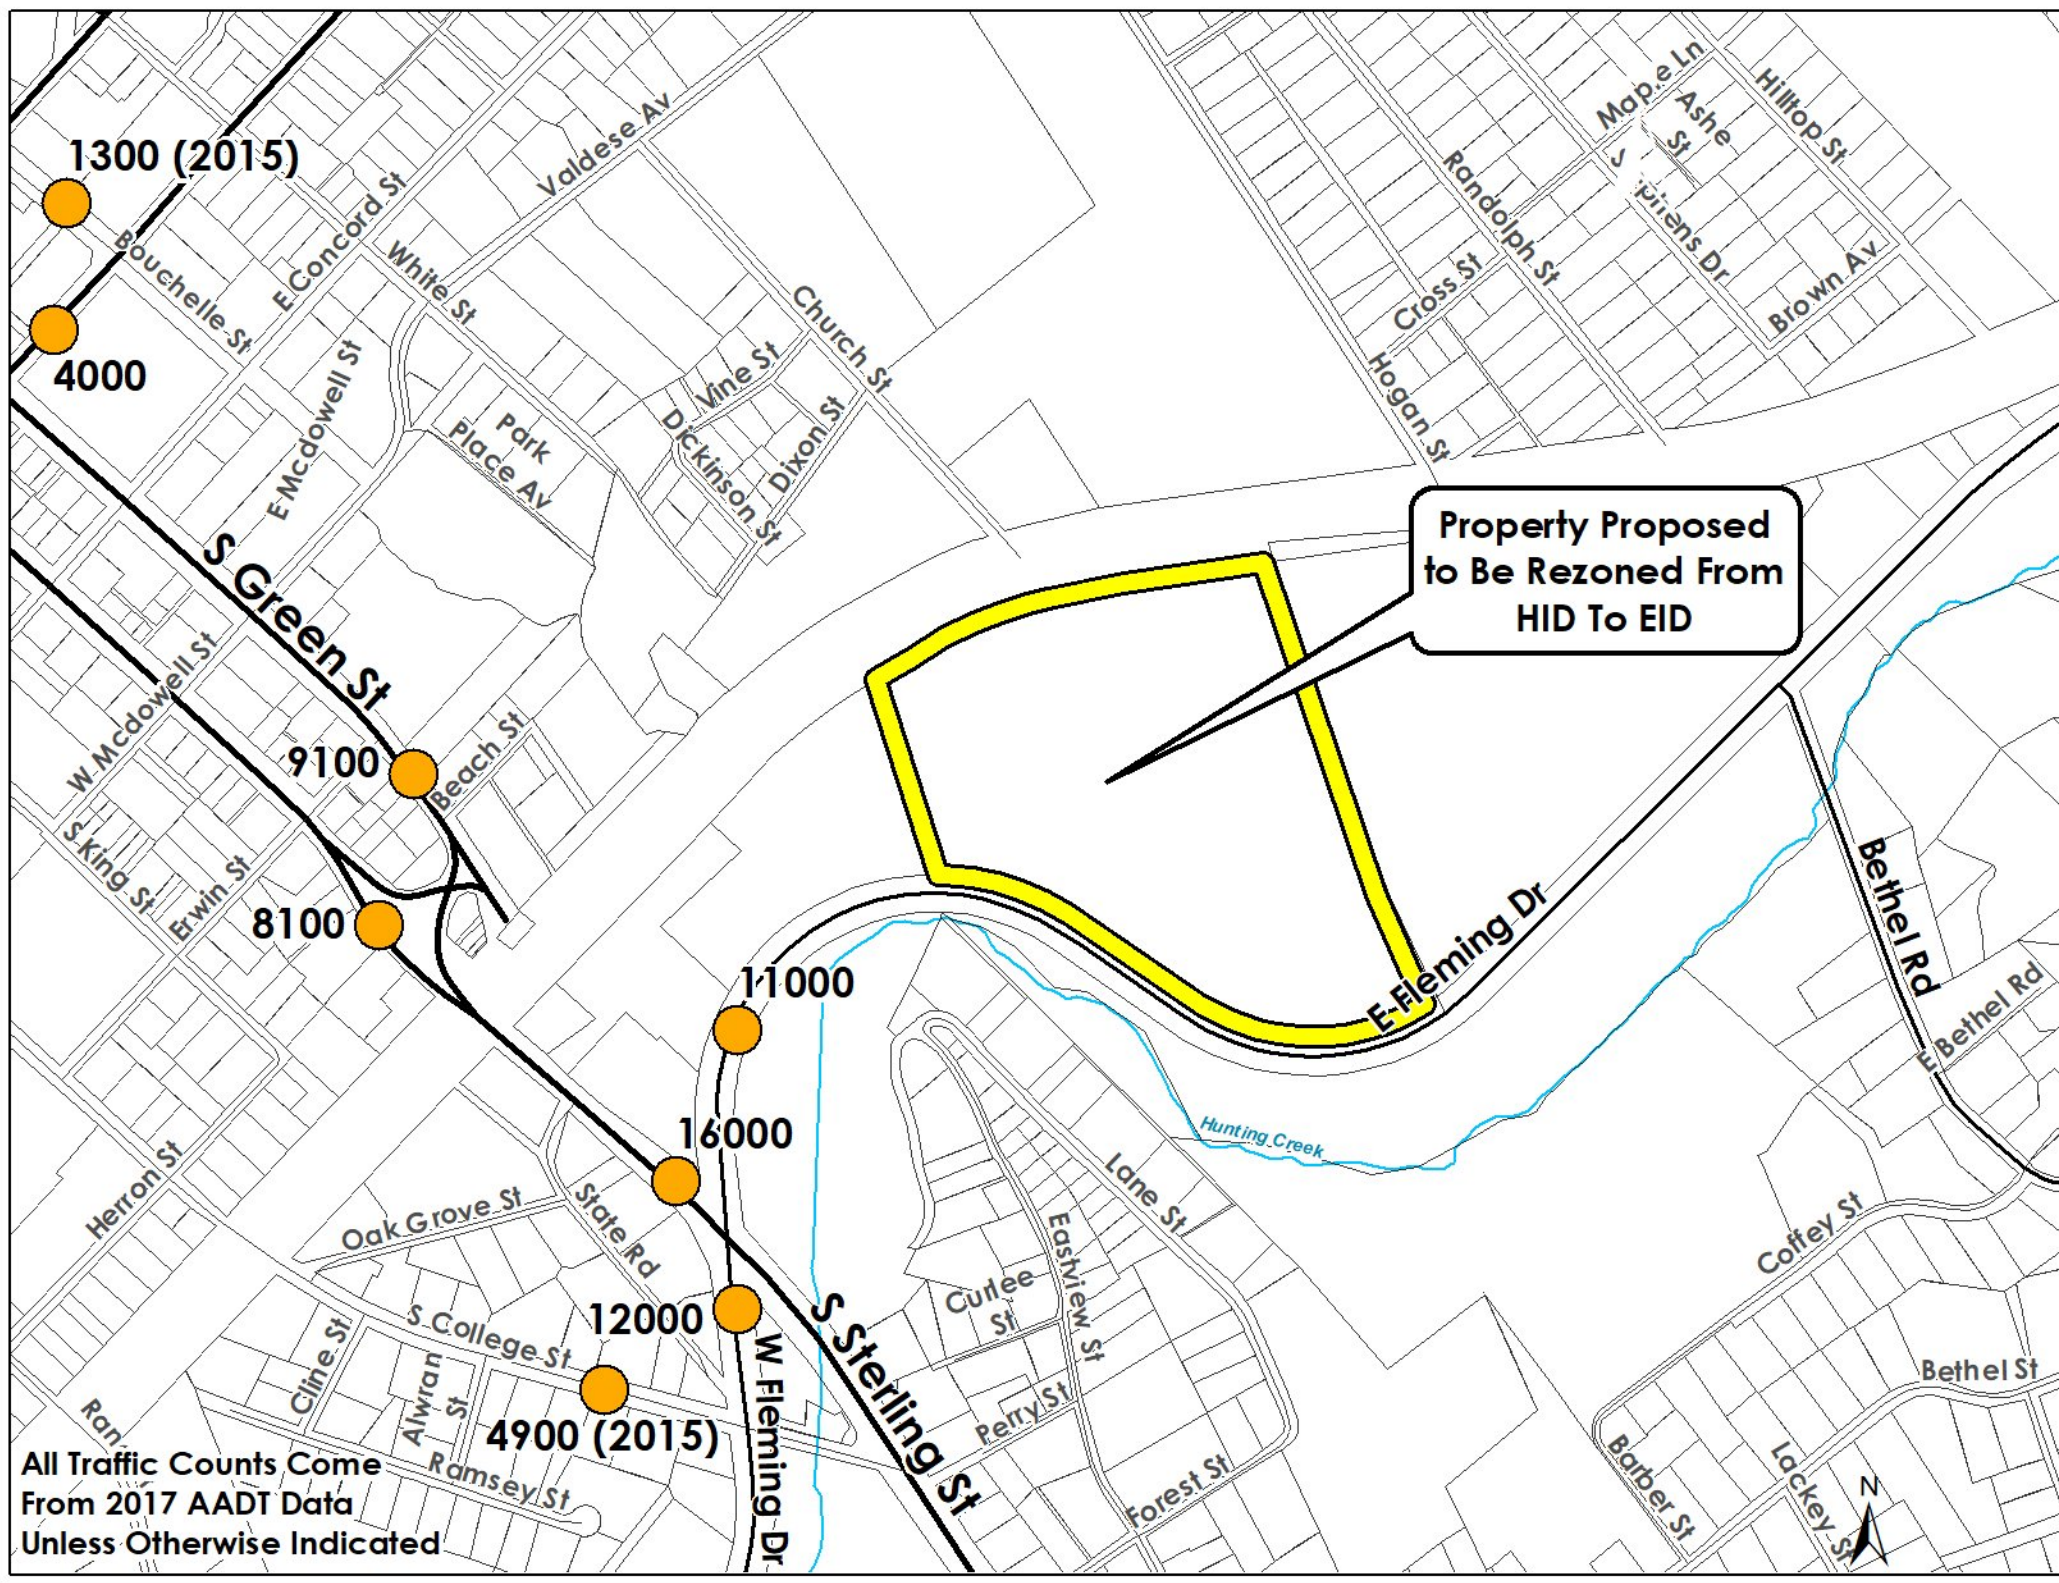 Maple Ln
Hilltop St
Ashe
St
1300 (2015)
Valdese Av
E Concord St
Randolph St
Brown Av
Bouchelle St
White St
Cross St
Church St
4000
E Mcdowell St
Vine St
Hogan St
Park
Place Av
Dickinson St
Dixon St
Property Proposed
to Be Rezoned From
HID To EID
S Green St
W Mcdowell St
9100
Beach St
S King St
Erwin St
8100
E Fleming Dr
Bethel Rd
11000
E Bethel Rd
16000
Hunting Creek
Herron St
Lane St
Oak Grove St
State Rd
Eastview St
Coffey St
Curlee
St
12000
S College St
W Fleming Dr
S Sterling St
Cline St
Alwran
St
Bethel St
Perry St
4900 (2015)
Ramsey St
Forest St
Barber St
Lackey St
N
All Traffic Counts Come
From 2017 AADT Data
Unless Otherwise Indicated